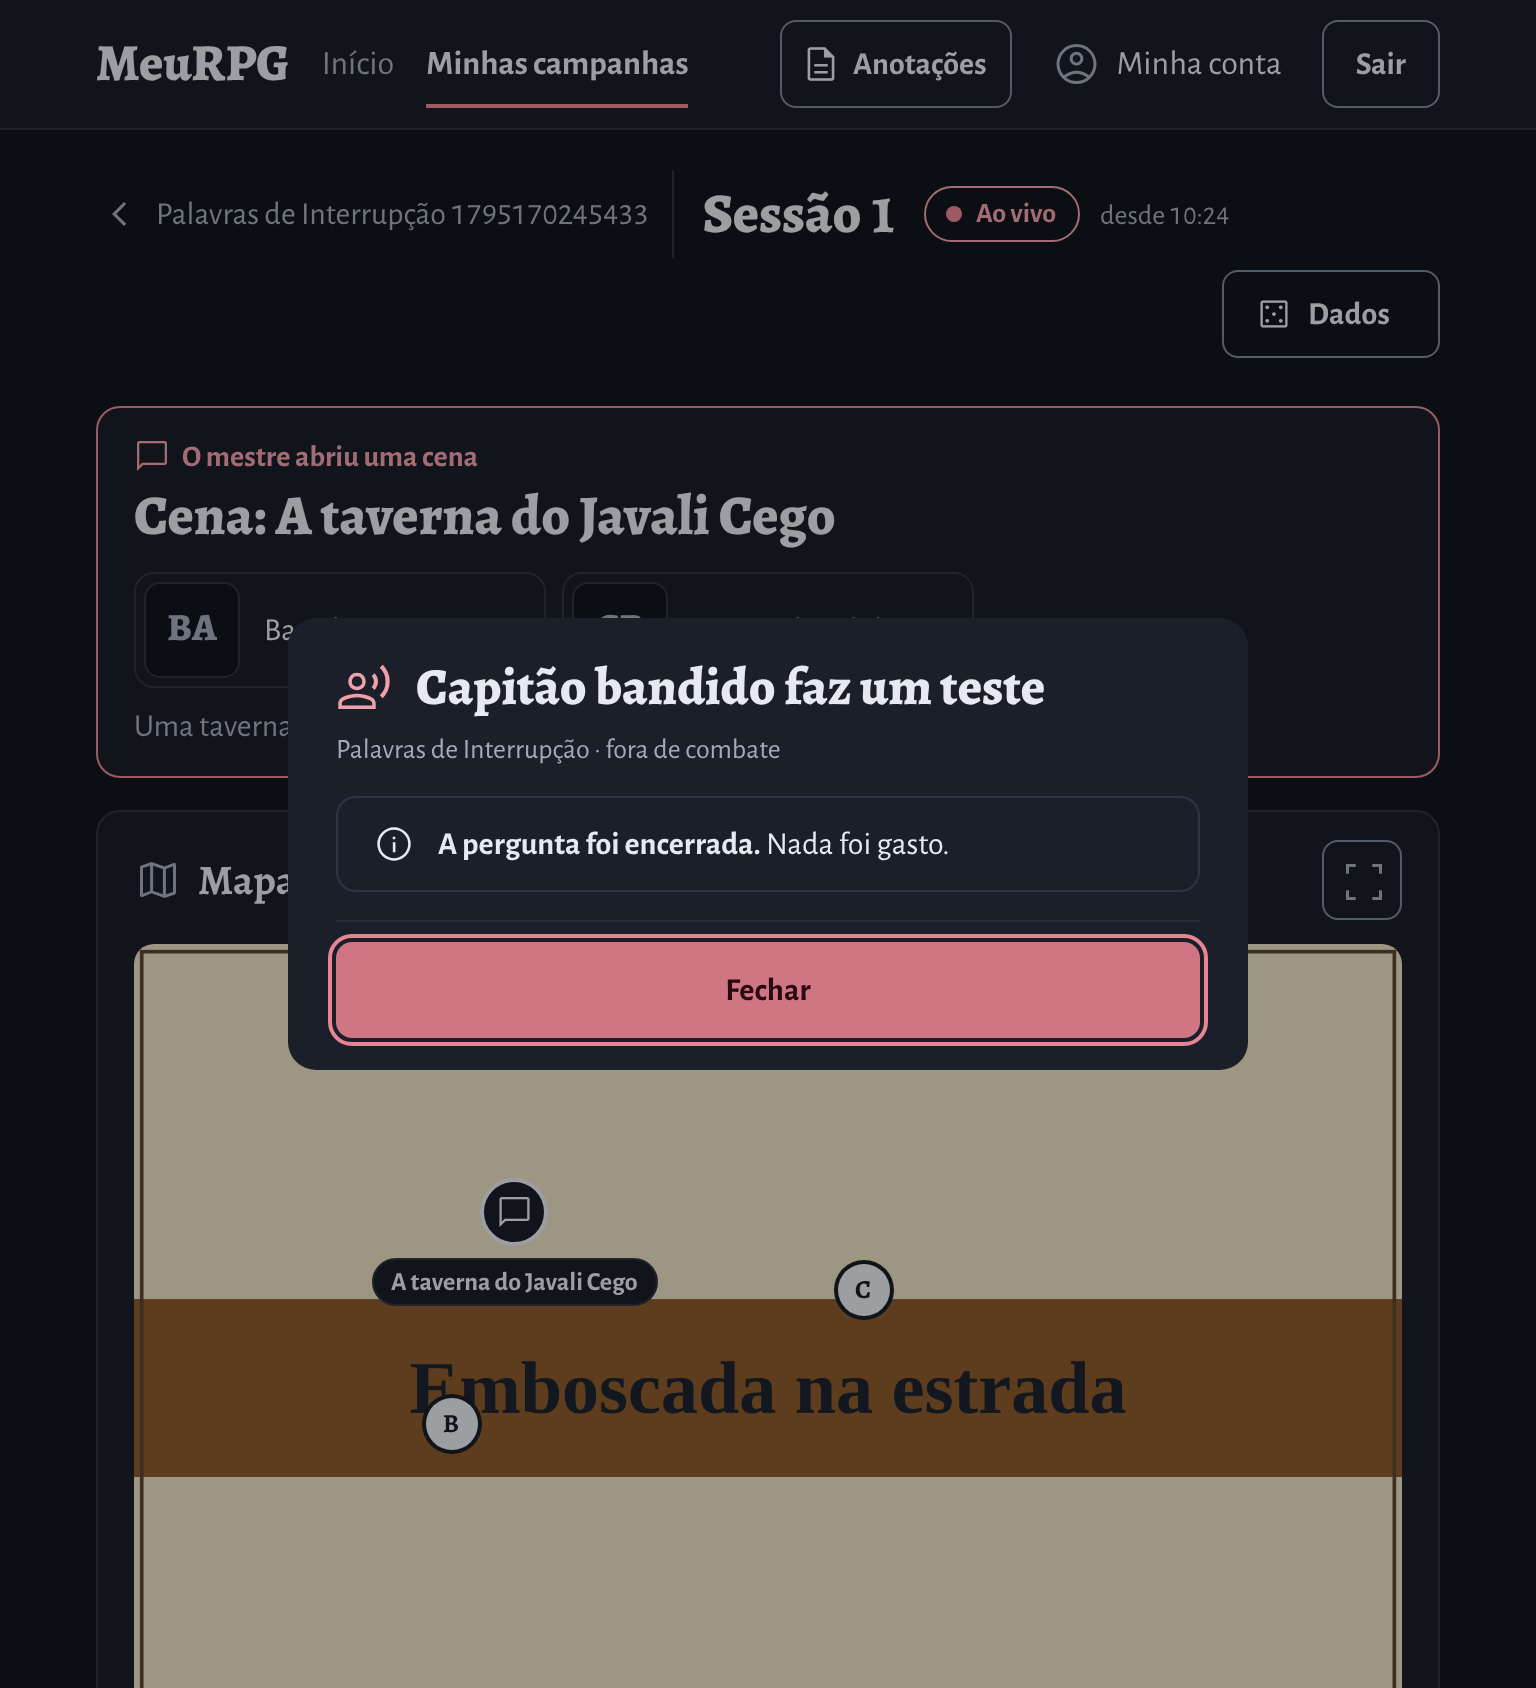 MeuRPG Início Minhas campanhas Anotações Minha conta Sair
Palavras de Interrupção 1795170245433 Sessão 1 Ao vivo desde 10:24
Dados
O mestre abriu uma cena
Cena: A taverna do Javali Cego
BA
Capitão bandido faz um teste
Palavras de Interrupção · fora de combate
Uma taverna
A pergunta foi encerrada. Nada foi gasto.
Fechar
A taverna do Javali Cego
C
Emboscada na estrada
B